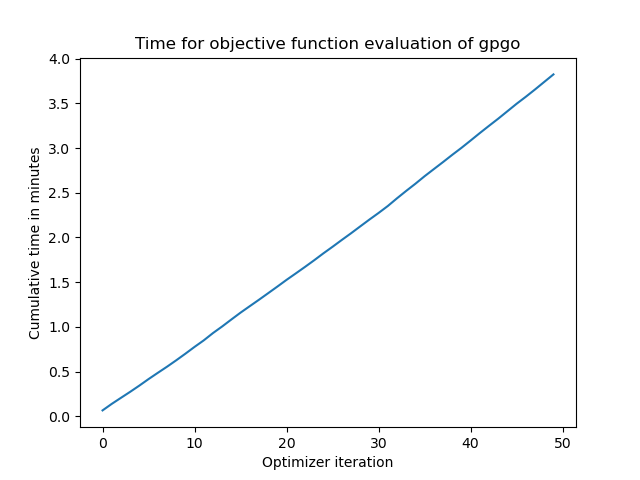 Time for objective function evaluation of gpgo
4.0
3.5
3.0
2.5
2.0
1.5
1.0
0.5
0.0
Cumulative time in minutes
0 10 20 30 40 50
Optimizer iteration